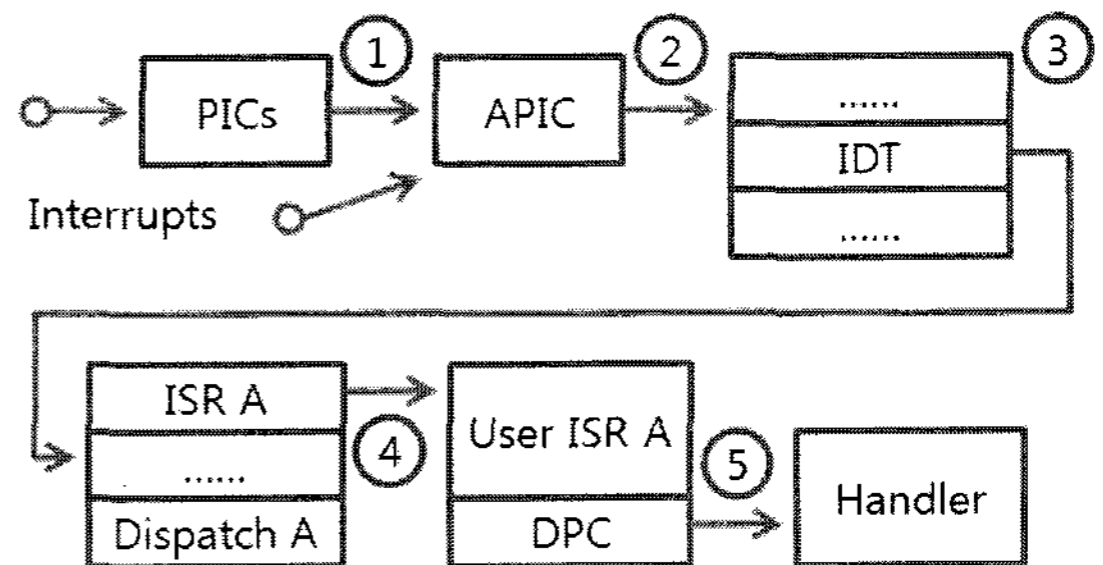 ①
②
③
PICs
APIC
......
IDT
......
Interrupts
ISR A
......
Dispatch A
④
User ISR A
DPC
⑤
Handler